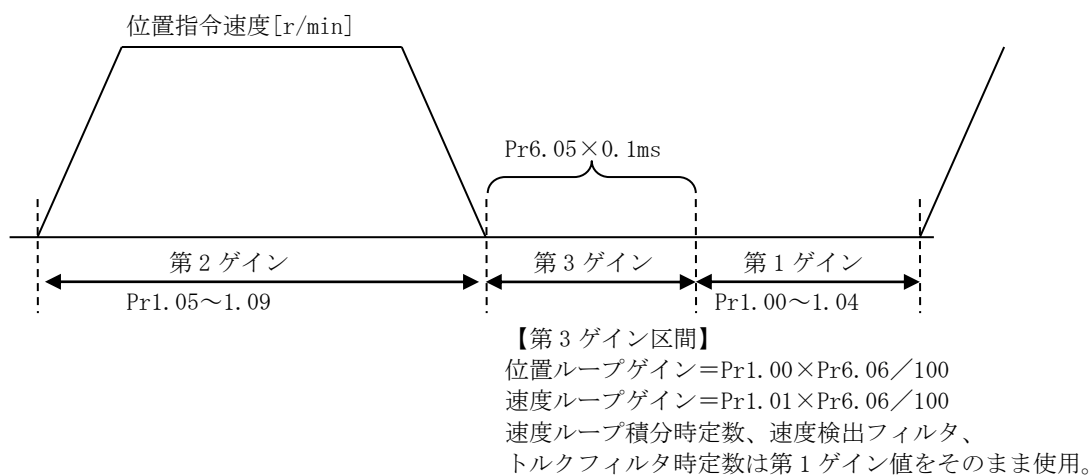 位置指令速度[r/min]
Pr6.05×0.1ms
第2ゲイン
第3ゲイン
第1ゲイン
Pr1.05～1.09
Pr1.00～1.04
【第3ゲイン区間】
位置ループゲイン＝Pr1.00×Pr6.06／100
速度ループゲイン＝Pr1.01×Pr6.06／100
速度ループ積分時定数、速度検出フィルタ、
トルクフィルタ時定数は第1ゲイン値をそのまま使用。